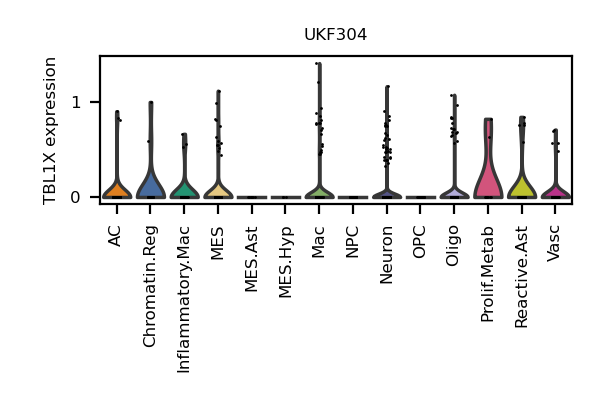 UKF304
TBL1X expression
1
0
AC
Chromatin.Reg
Inflammatory.Mac
MES
MES.Ast
MES.Hyp
Mac
NPC
Neuron
OPC
Oligo
Prolif.Metab
Reactive.Ast
Vasc